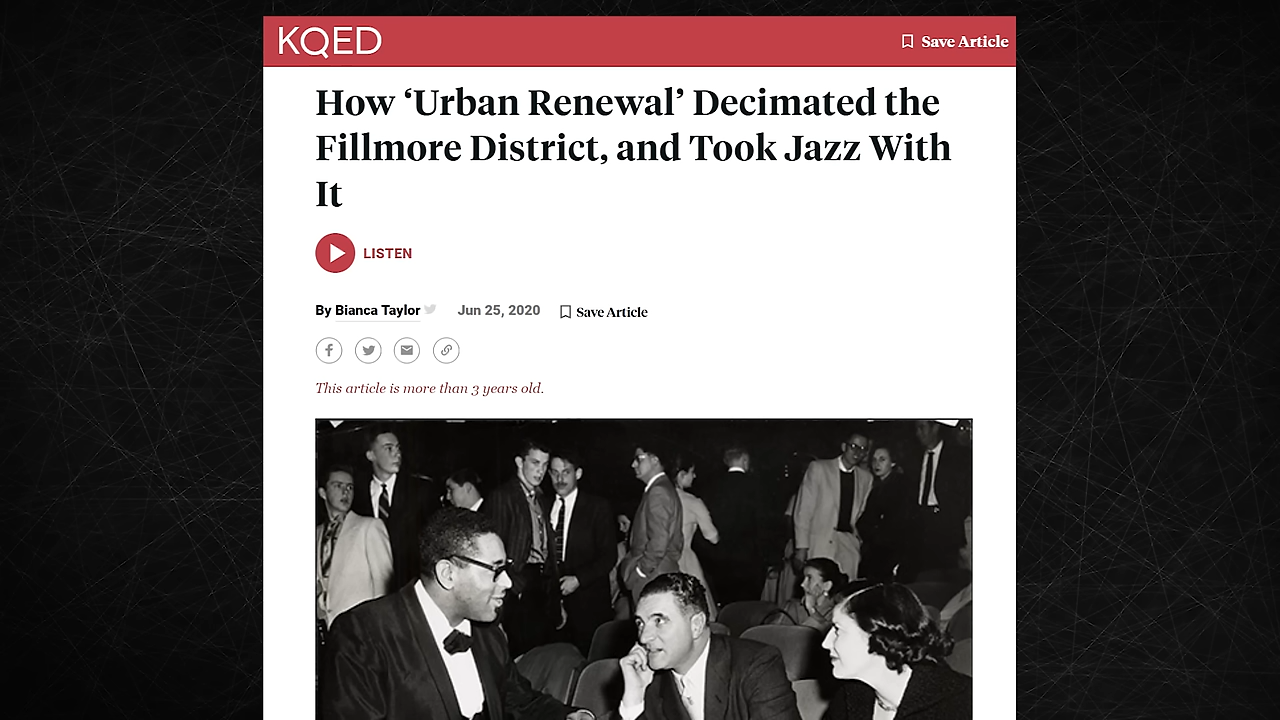 KQED
Save Article
How ‘Urban Renewal’ Decimated the
Fillmore District, and Took Jazz With
It
LISTEN
By Bianca Taylor Jun 25, 2020 Save Article
This article is more than 3 years old.